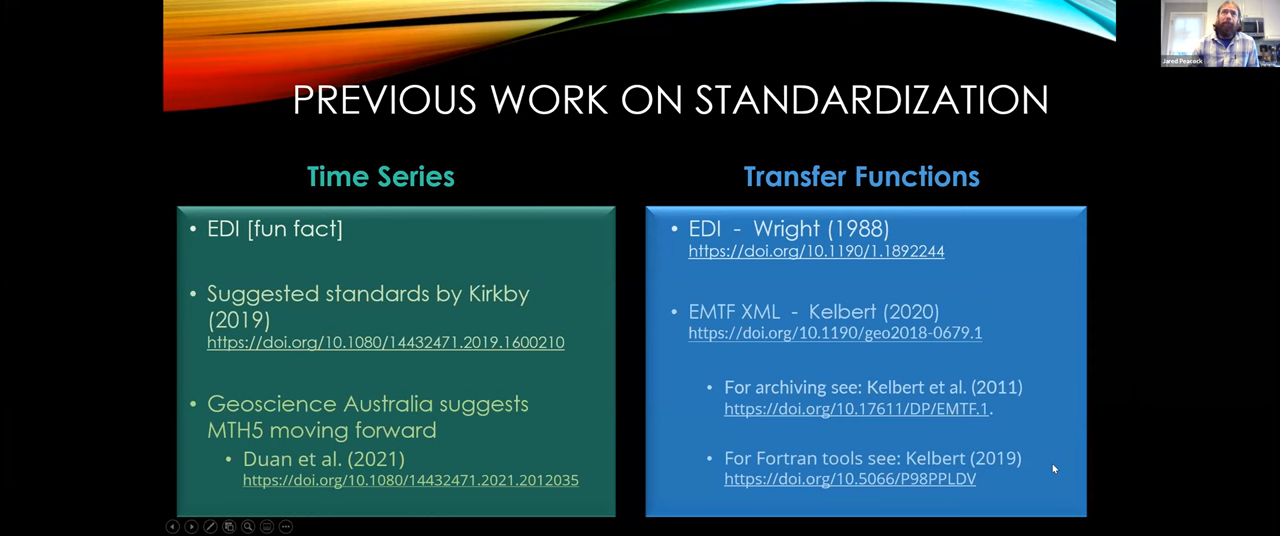 Jared Peacock
PREVIOUS WORK ON STANDARDIZATION
Time Series
• EDI [fun fact]
• Suggested standards by Kirkby
(2019)
https://doi.org/10.1080/14432471.2019.1600210
• Geoscience Australia suggests
MTH5 moving forward
• Duan et al. (2021)
https://doi.org/10.1080/14432471.2021.2012035
Transfer Functions
• EDI - Wright (1988)
https://doi.org/10.1190/1.1892244
• EMTF XML - Kelbert (2020)
https://doi.org/10.1190/geo2018-0679.1
• For archiving see: Kelbert et al. (2011)
https://doi.org/10.17611/DP/EMTF.1.
• For Fortran tools see: Kelbert (2019)
https://doi.org/10.5066/P98PPLDV